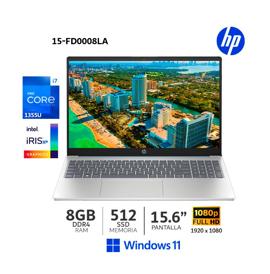 15-FD0008LA
hp
i7
intel
CORE
1355U
intel
iRIS Xe
GRAPHICS
8GB
DDR4
RAM
512
SSD
MEMORIA
15.6”
PANTALLA
1080p
FULL HD
1920 x 1080
Windows 11